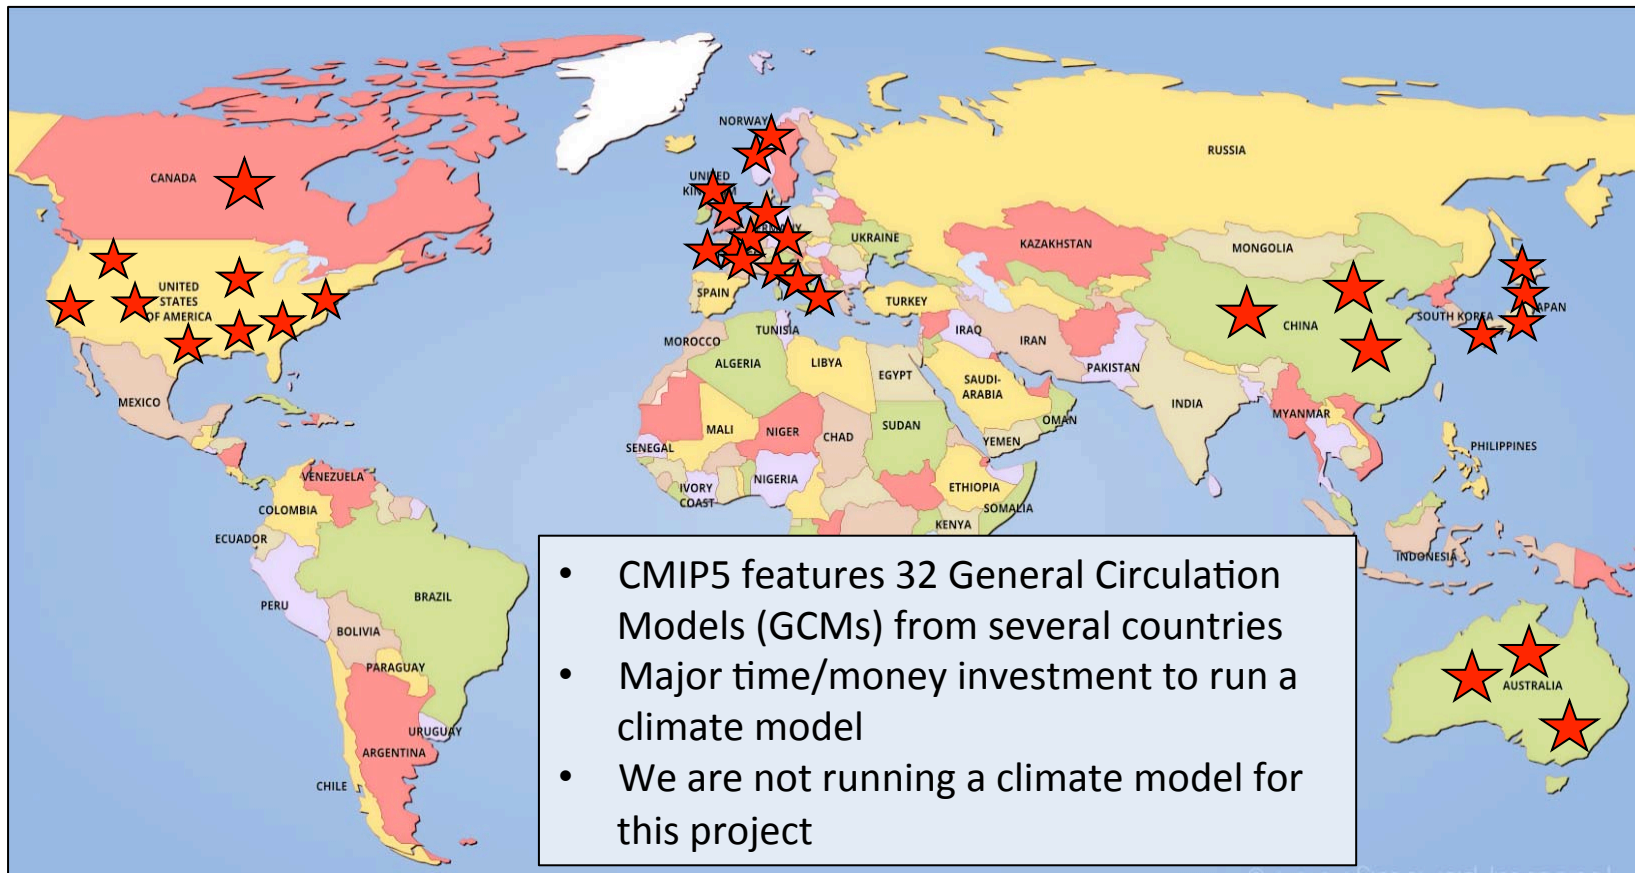 NORWAY
RUSSIA
CANADA
UNITED
KINGDOM
UKRAINE
KAZAKHSTAN
MONGOLIA
UNITED
STATES
OF AMERICA
SPAIN
TURKEY
CHINA
SOUTH KOREA
JAPAN
TUNISIA
MOROCCO
IRAQ
IRAN
ALGERIA
LIBYA
EGYPT
PAKISTAN
SAUDI-
ARABIA
MEXICO
INDIA
MYANMAR
OMAN
MALI
NIGER
CHAD
SUDAN
YEMEN
SENEGAL
PHILIPPINES
VENEZUELA
NIGERIA
IVORY
COAST
ETHIOPIA
SOMALIA
COLOMBIA
KENYA
ECUADOR
INDONESIA
BRAZIL
PERU
BOLIVIA
PARAGUAY
AUSTRALIA
URUGUAY
ARGENTINA
CHILE
• CMIP5 features 32 General Circulation
Models (GCMs) from several countries
• Major time/money investment to run a
climate model
• We are not running a climate model for
this project